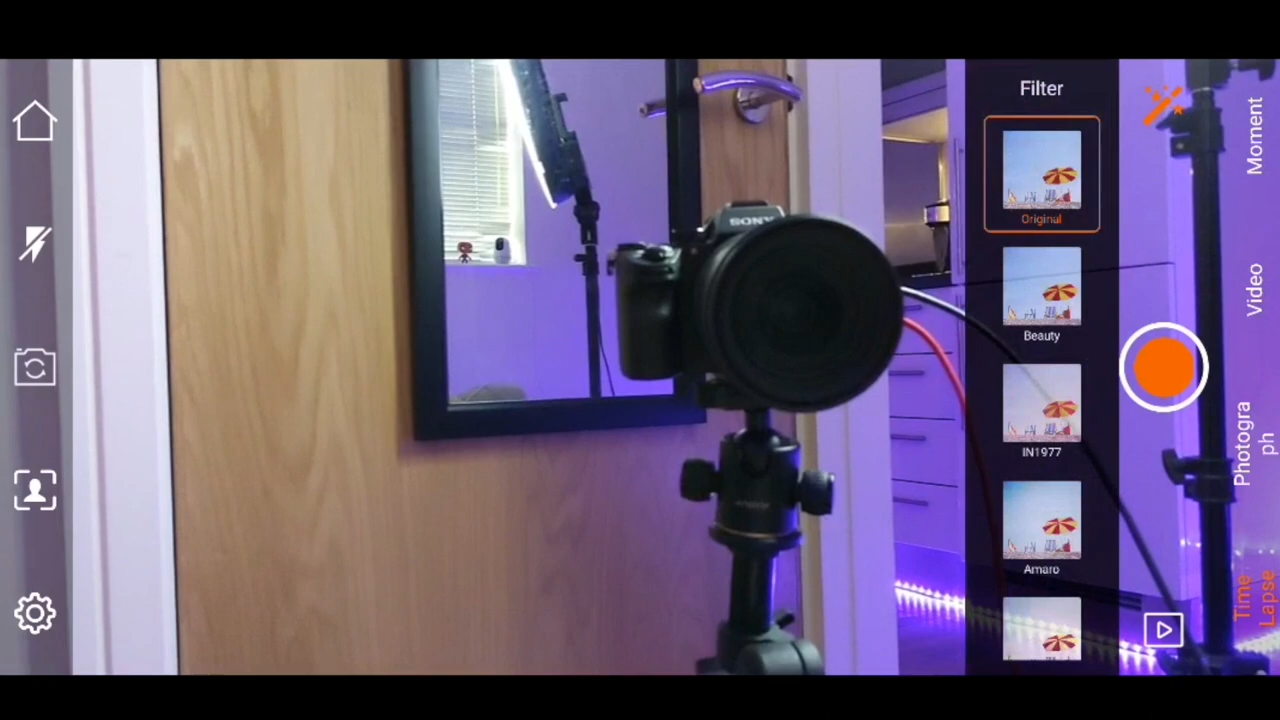 Filter
Original
Beauty
IN1977
Amaro
SONY
Moment
Video
Photogra
ph
Time
Lapse